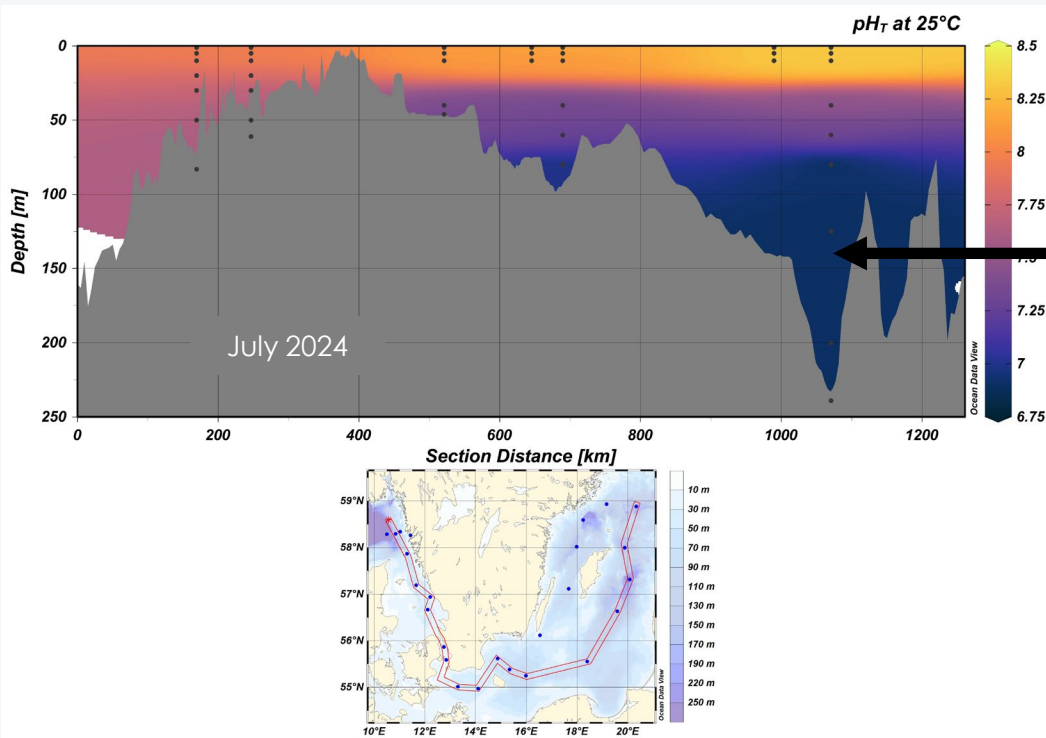 pH_T at 25°C
0
50
100
150
200
250
Depth [m]
July 2024
Ocean Data View
8.5
8.25
8
7.75
7.25
7
6.75
0
200
400
600
800
1000
1200
Section Distance [km]
59°N
58°N
57°N
56°N
55°N
10°E
12°E
14°E
16°E
18°E
20°E
Ocean Data View
10 m
30 m
50 m
70 m
90 m
110 m
130 m
150 m
170 m
190 m
220 m
250 m